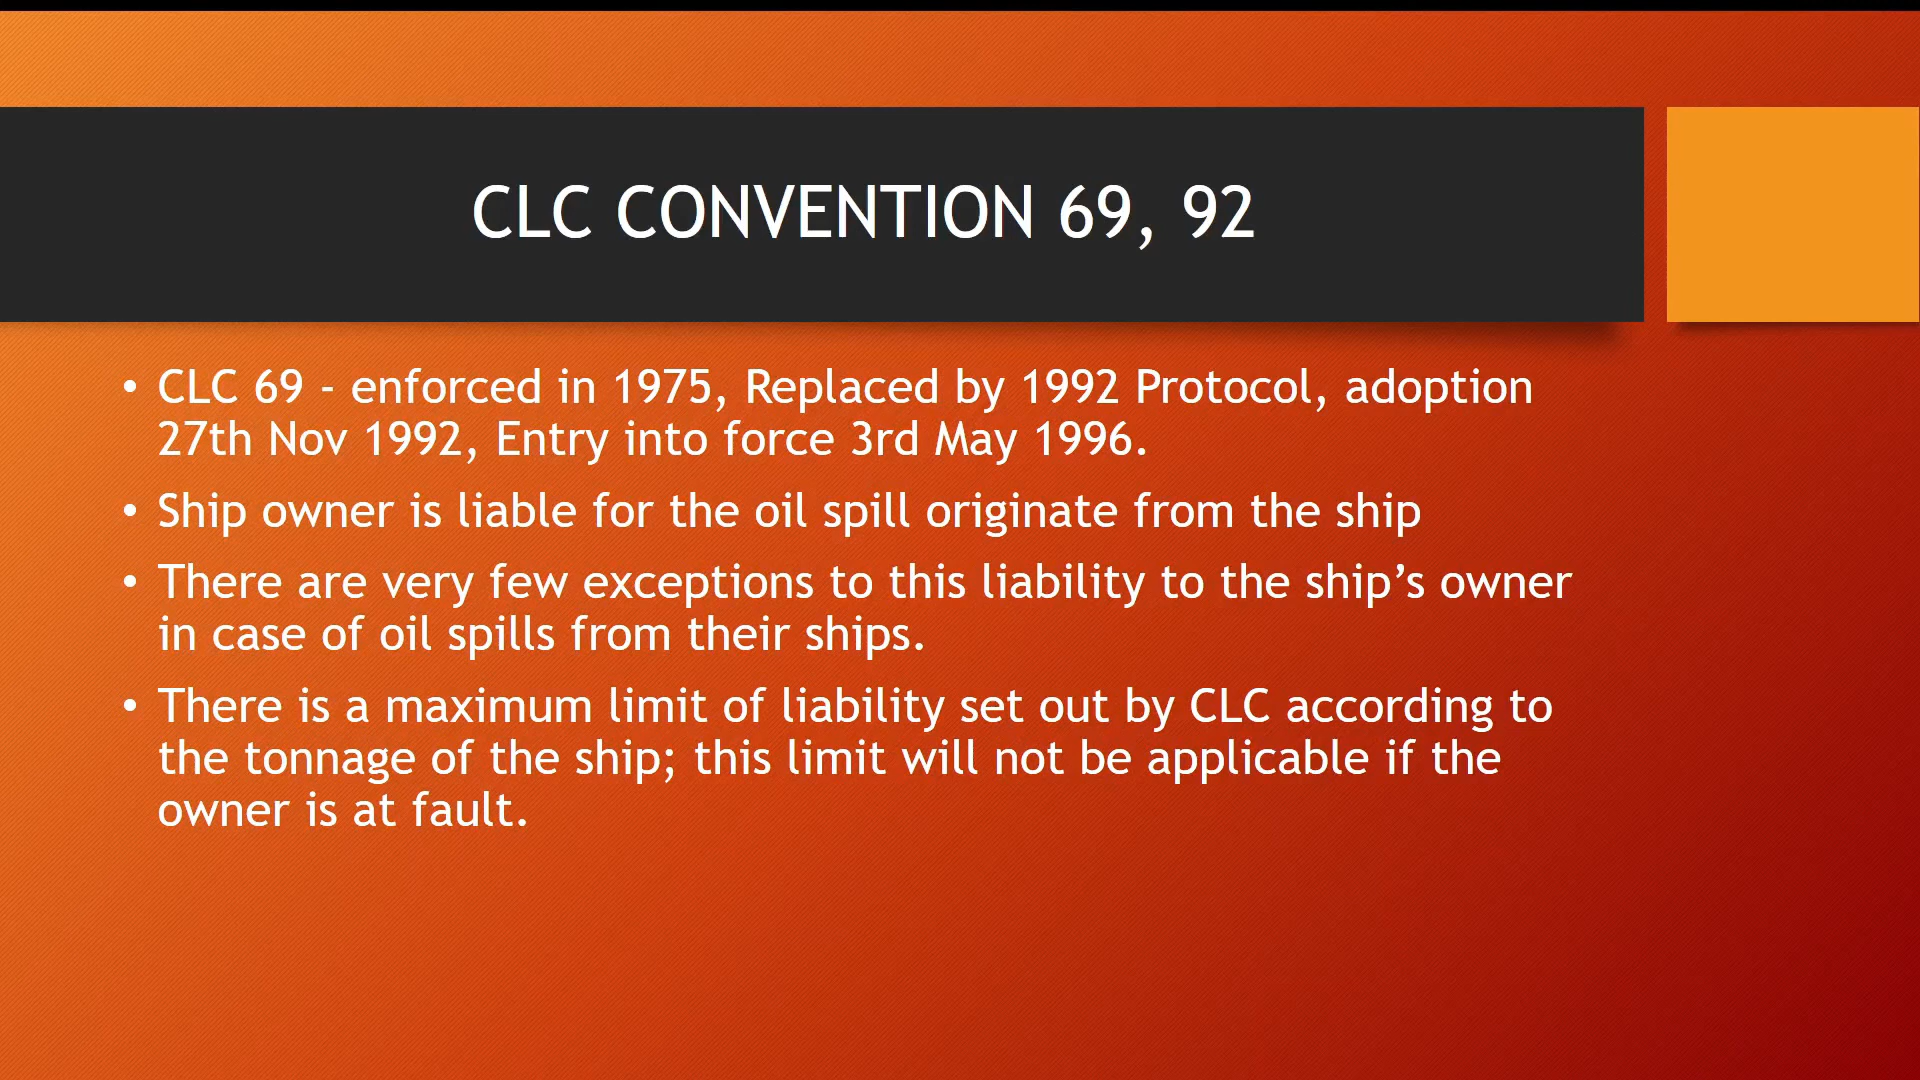 CLC CONVENTION 69, 92
• CLC 69 - enforced in 1975, Replaced by 1992 Protocol, adoption
27th Nov 1992, Entry into force 3rd May 1996.
• Ship owner is liable for the oil spill originate from the ship
• There are very few exceptions to this liability to the ship’s owner
in case of oil spills from their ships.
• There is a maximum limit of liability set out by CLC according to
the tonnage of the ship; this limit will not be applicable if the
owner is at fault.